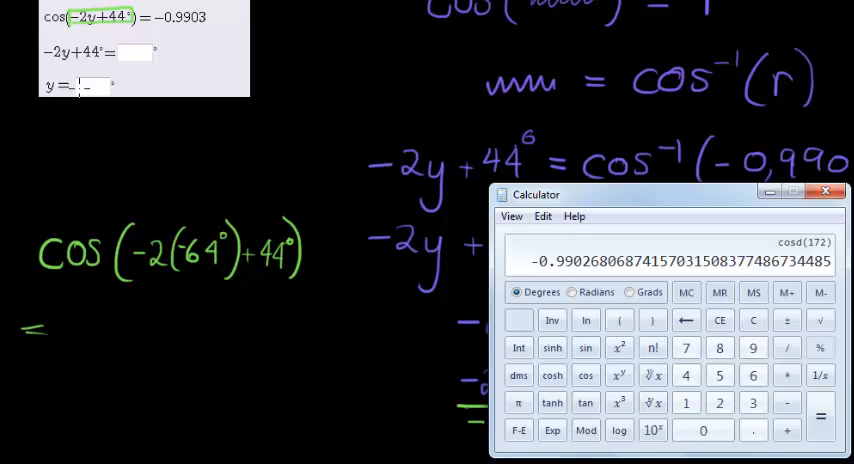 cos(−2y+44°)=−0.9903
−2y+44°= °
y= °
= 1
= cos⁻¹(r)
−2y+44⁶ = cos⁻¹(−0,990
−2y +
cos(−2(−64°)+44°)
=
Calculator
View Edit Help
cosd(172)
-0.99026806874157031508377486734485
Degrees Radians Grads MC MR MS M+ M-
Inv ln ( ) ← CE C ± √
Int sinh sin x² n! 7 8 9 / %
dms cosh cos xʸ ʸ√x 4 5 6 * 1/x
π tanh tan x³ ³√x 1 2 3 - =
F-E Exp Mod log 10ˣ 0 . +